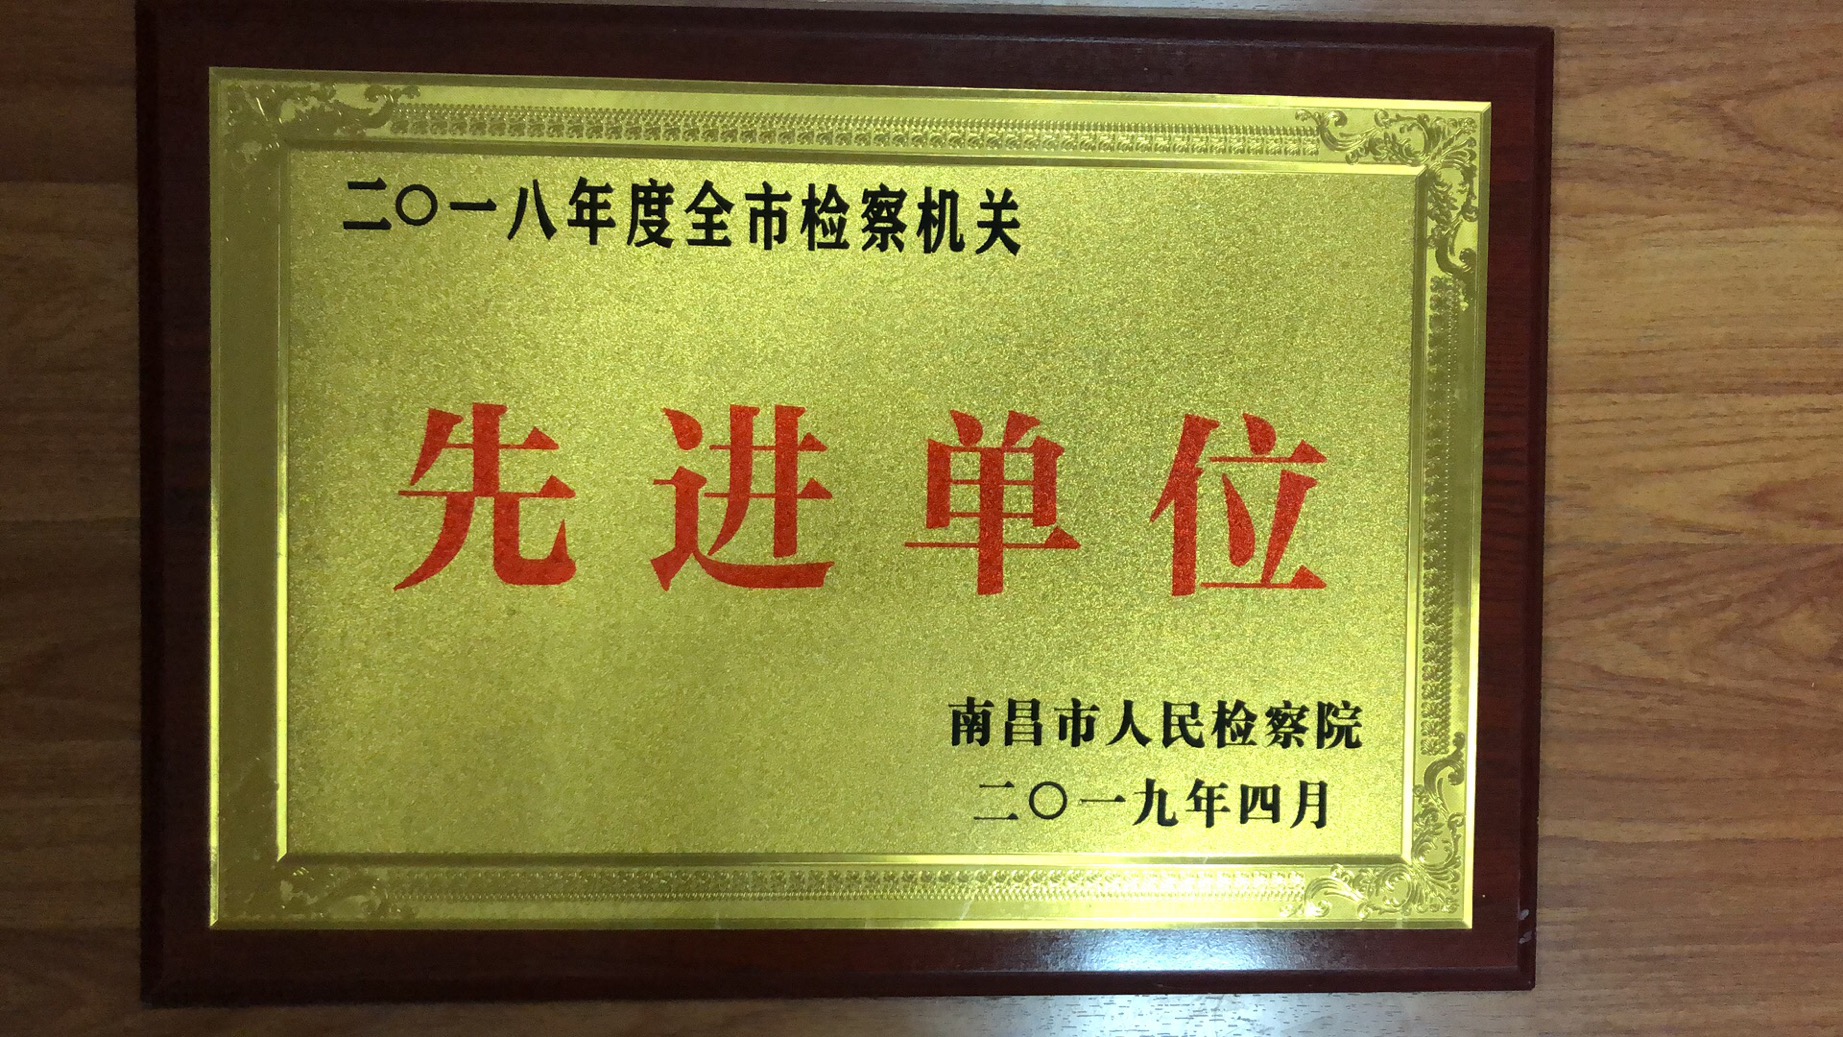 二〇一八年度全市检察机关
先进单位
南昌市人民检察院
二〇一九年四月